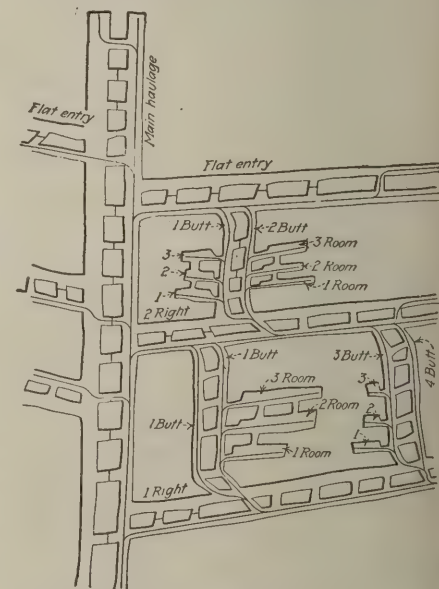 Main haulage
Flat entry
Flat entry
1 Butt
2 Butt
3
3 Room
2
2 Room
1
1 Room
2 Right
1 Butt
3 Butt
4 Butt
3 Room
3
1 Butt
2 Room
2
1 Room
1
1 Right